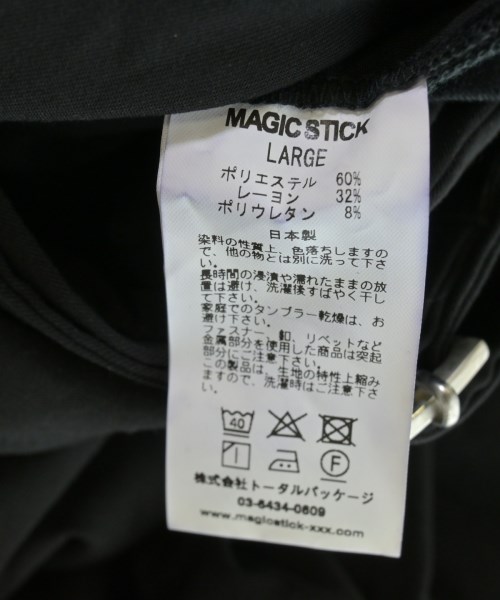 MAGIC STICK
LARGE
ポリエステル 60%
レーヨン 32%
ポリウレタン 8%
日本製
染料の性質上、色落ちしますの
で、他の物とは別に洗って下さ
い。
長時間の浸漬や濡れたままの放
置は避け、洗濯後すばやく干し
て下さい。
家庭でのタンブラー乾燥は、お
避け下さい。
ファスナー、釦、リベットなど
金属部分を使用した商品は突起
部分にご注意下さい。
この製品は、生地の特性上縮み
ますので、洗濯時はご注意下さ
い。
40
F
株式会社トータルパッケージ
03-6434-0609
www.magicstick-xxx.com